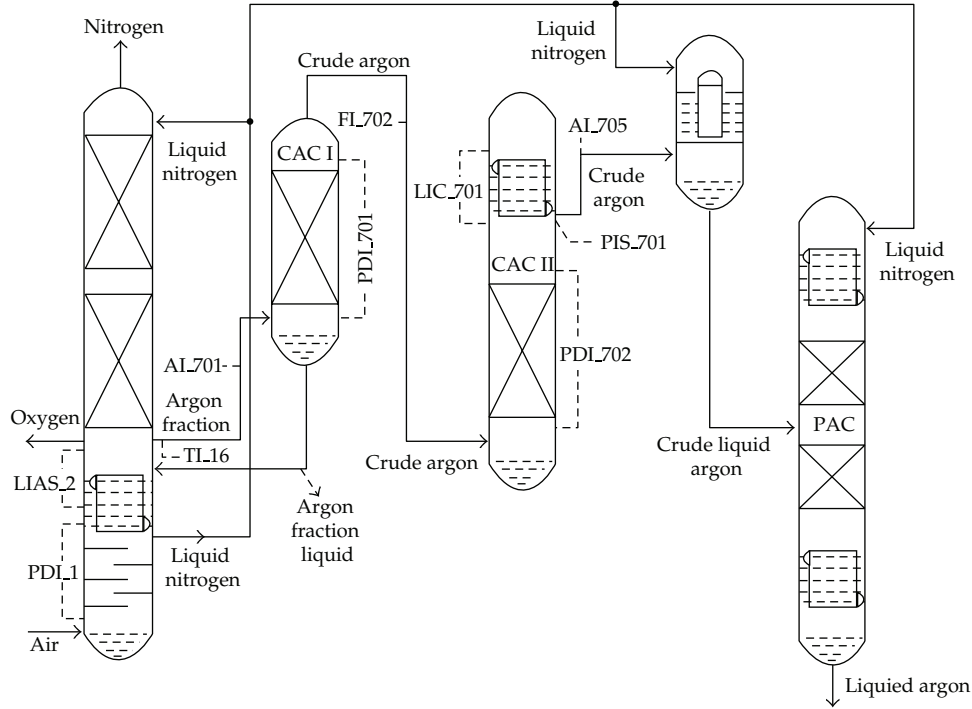 Nitrogen
Liquid
nitrogen
Crude argon
FI_702
CAC I
PDI_701
AI_701
Argon
fraction
TI_16
Oxygen
LIAS_2
PDI_1
Air
Liquid
nitrogen
Argon
fraction
liquid
Crude argon
LIC_701
CAC II
PDI_702
AI_705
Crude
argon
PIS_701
Liquid
nitrogen
Crude liquid
argon
Liquid
nitrogen
PAC
Liquied argon